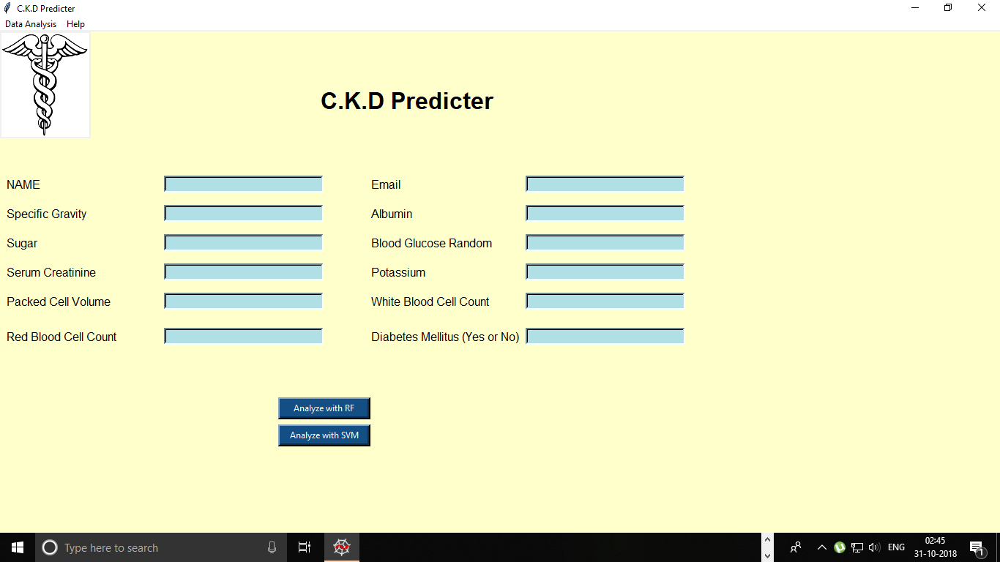 C.K.D Predicter
Data Analysis Help
C.K.D Predicter
NAME Email
Specific Gravity Albumin
Sugar Blood Glucose Random
Serum Creatinine Potassium
Packed Cell Volume White Blood Cell Count
Red Blood Cell Count Diabetes Mellitus (Yes or No)
Analyze with RF
Analyze with SVM
Type here to search
ENG
02:45
31-10-2018
1